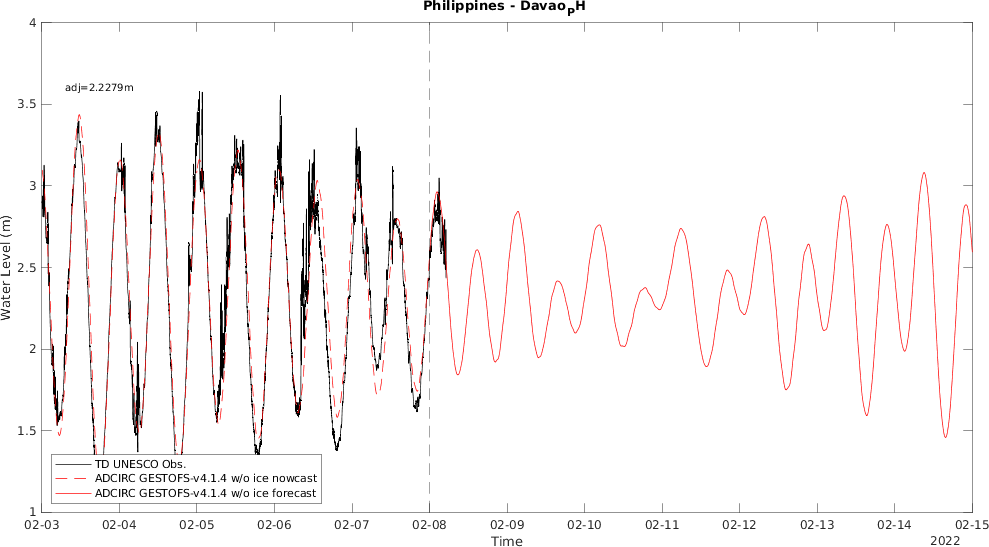 Philippines - Davao_pH
adj=2.2279m
4
3.5
3
2.5
2
1.5
1
Water Level (m)
TD UNESCO Obs.
ADCIRC GESTOFS-v4.1.4 w/o ice nowcast
ADCIRC GESTOFS-v4.1.4 w/o ice forecast
02-03 02-04 02-05 02-06 02-07 02-08 02-09 02-10 02-11 02-12 02-13 02-14 02-15
Time
2022